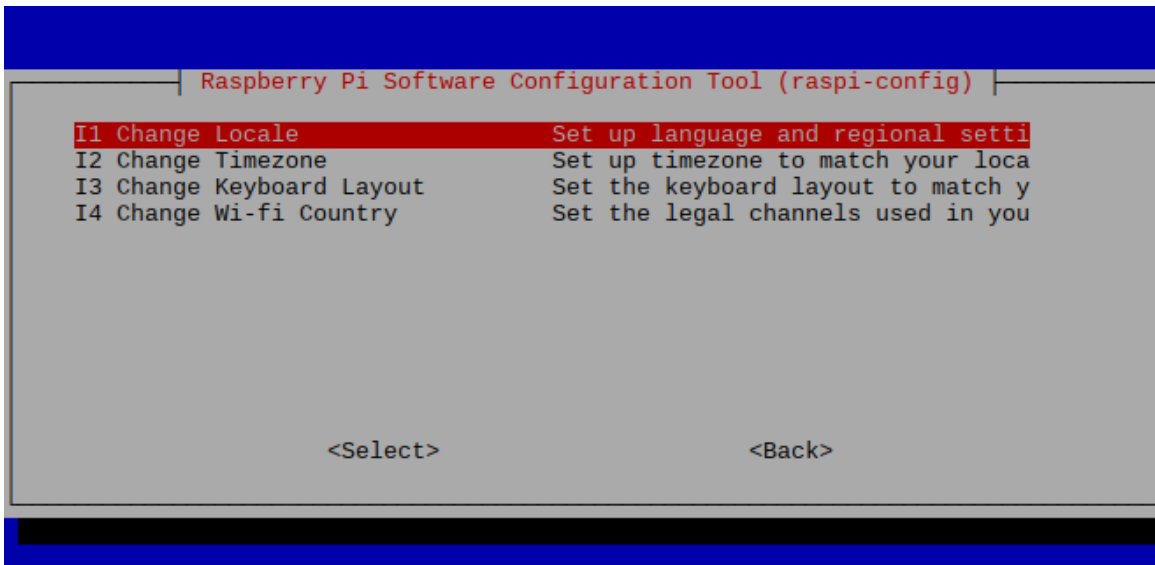 Raspberry Pi Software Configuration Tool (raspi-config)
I1 Change Locale Set up language and regional setti
I2 Change Timezone Set up timezone to match your loca
I3 Change Keyboard Layout Set the keyboard layout to match y
I4 Change Wi-fi Country Set the legal channels used in you
<Select> <Back>